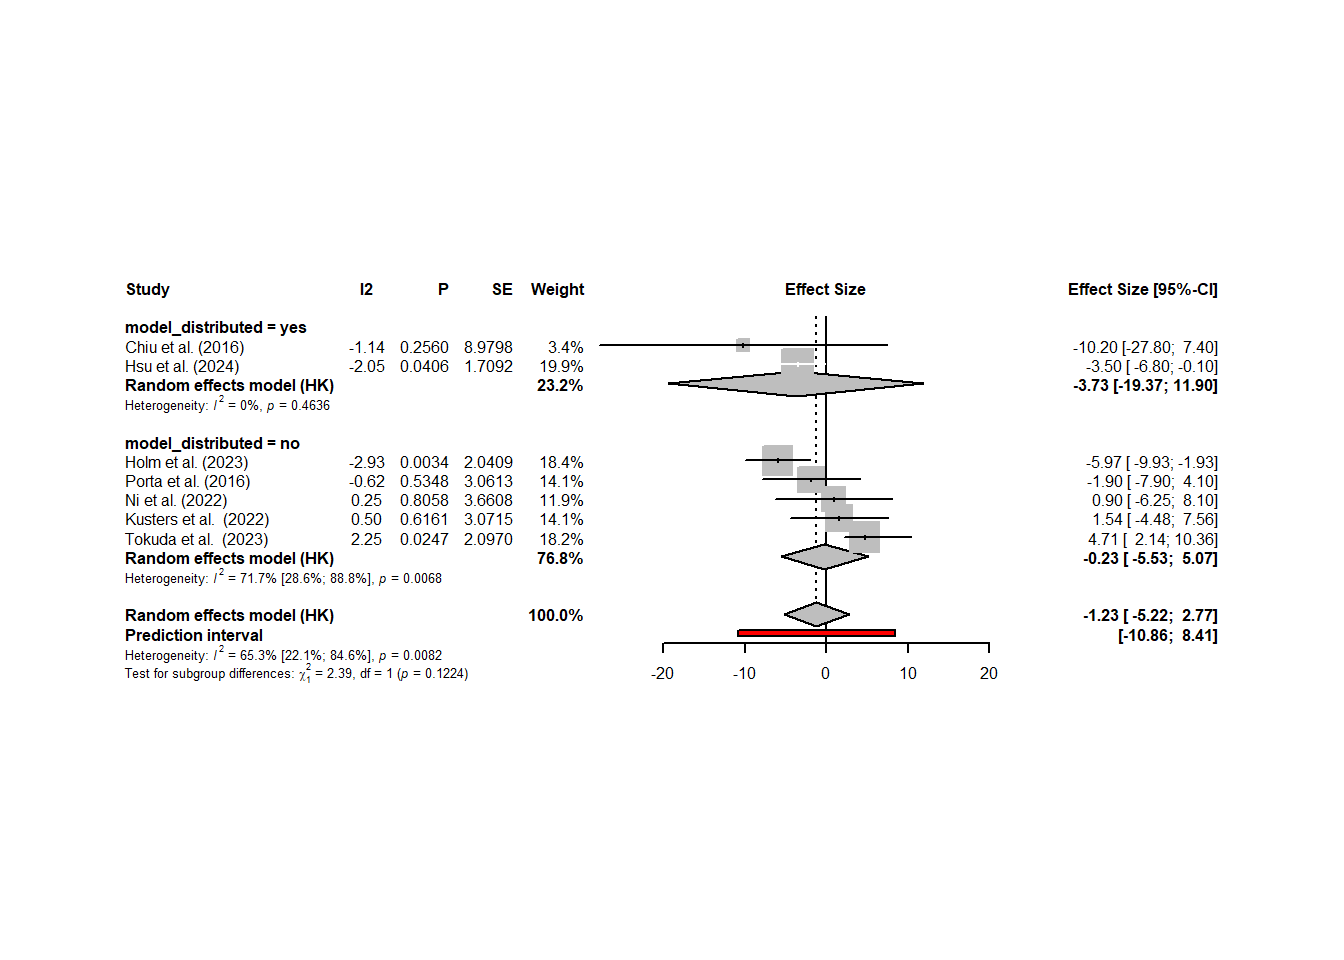 Study I2 P SE Weight Effect Size Effect Size [95%-CI]
model_distributed = yes
Chiu et al. (2016) -1.14 0.2560 8.9798 3.4% -10.20 [-27.80; 7.40]
Hsu et al. (2024) -2.05 0.0406 1.7092 19.9% -3.50 [ -6.80; -0.10]
Random effects model (HK) 23.2% -3.73 [-19.37; 11.90]
Heterogeneity: I² = 0%, p = 0.4636
model_distributed = no
Holm et al. (2023) -2.93 0.0034 2.0409 18.4% -5.97 [ -9.93; -1.93]
Porta et al. (2016) -0.62 0.5348 3.0613 14.1% -1.90 [ -7.90; 4.10]
Ni et al. (2022) 0.25 0.8058 3.6608 11.9% 0.90 [ -6.25; 8.10]
Kusters et al. (2022) 0.50 0.6161 3.0715 14.1% 1.54 [ -4.48; 7.56]
Tokuda et al. (2023) 2.25 0.0247 2.0970 18.2% 4.71 [ 2.14; 10.36]
Random effects model (HK) 76.8% -0.23 [ -5.53; 5.07]
Heterogeneity: I² = 71.7% [28.6%; 88.8%], p = 0.0068
Random effects model (HK) 100.0% -1.23 [ -5.22; 2.77]
Prediction interval [-10.86; 8.41]
Heterogeneity: I² = 65.3% [22.1%; 84.6%], p = 0.0082
Test for subgroup differences: χ²₁ = 2.39, df = 1 (p = 0.1224)
-20 -10 0 10 20